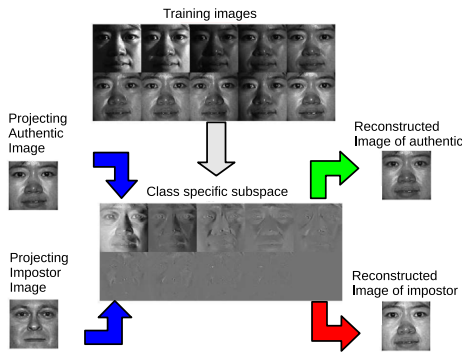 Training images
Projecting
Authentic
Image
Reconstructed
Image of authentic
Class specific subspace
Projecting
Impostor
Image
Reconstructed
Image of impostor